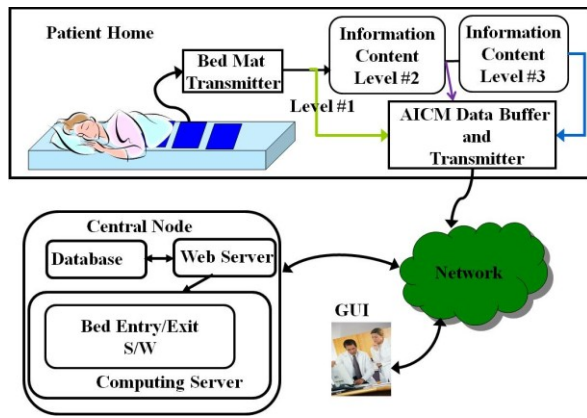 Patient Home
Bed Mat
Transmitter
Information
Content
Level #2
Information
Content
Level #3
Level #1
AICM Data Buffer
and
Transmitter
Central Node
Database
Web Server
Bed Entry/Exit
S/W
Computing Server
Network
GUI